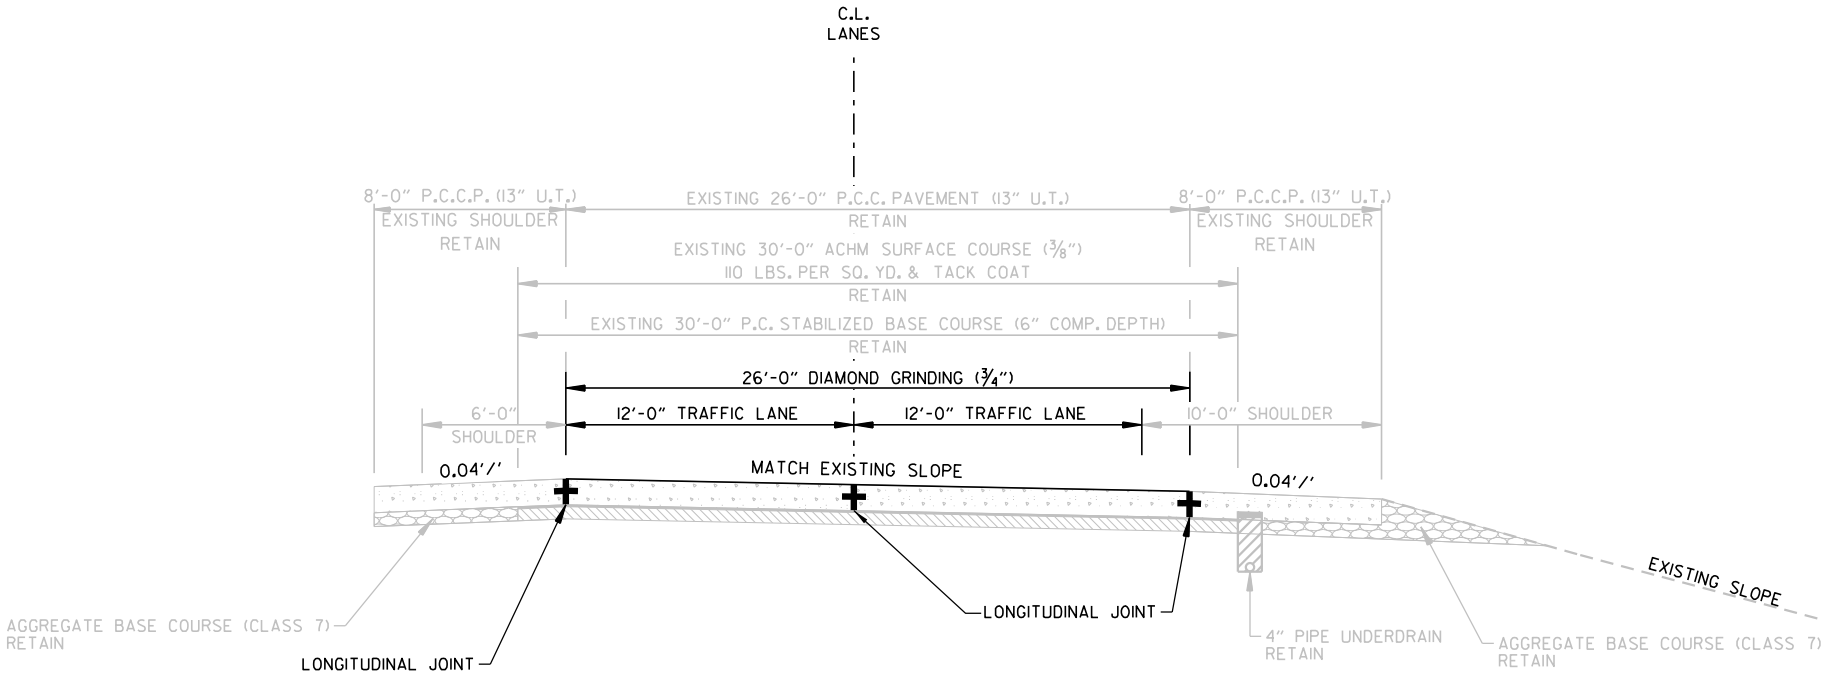 C.L.
LANES
8'-0" P.C.C.P. (13" U.T.)
EXISTING SHOULDER
RETAIN
EXISTING 26'-0" P.C.C. PAVEMENT (13" U.T.)
RETAIN
8'-0" P.C.C.P. (13" U.T.)
EXISTING SHOULDER
RETAIN
EXISTING 30'-0" ACHM SURFACE COURSE (3/8")
110 LBS. PER SQ. YD. & TACK COAT
RETAIN
EXISTING 30'-0" P.C. STABILIZED BASE COURSE (6" COMP. DEPTH)
RETAIN
26'-0" DIAMOND GRINDING (3/4")
6'-0"
SHOULDER
12'-0" TRAFFIC LANE
12'-0" TRAFFIC LANE
10'-0" SHOULDER
0.04'/'
MATCH EXISTING SLOPE
0.04'/'
EXISTING SLOPE
AGGREGATE BASE COURSE (CLASS 7)
RETAIN
LONGITUDINAL JOINT
LONGITUDINAL JOINT
4" PIPE UNDERDRAIN
RETAIN
AGGREGATE BASE COURSE (CLASS 7)
RETAIN